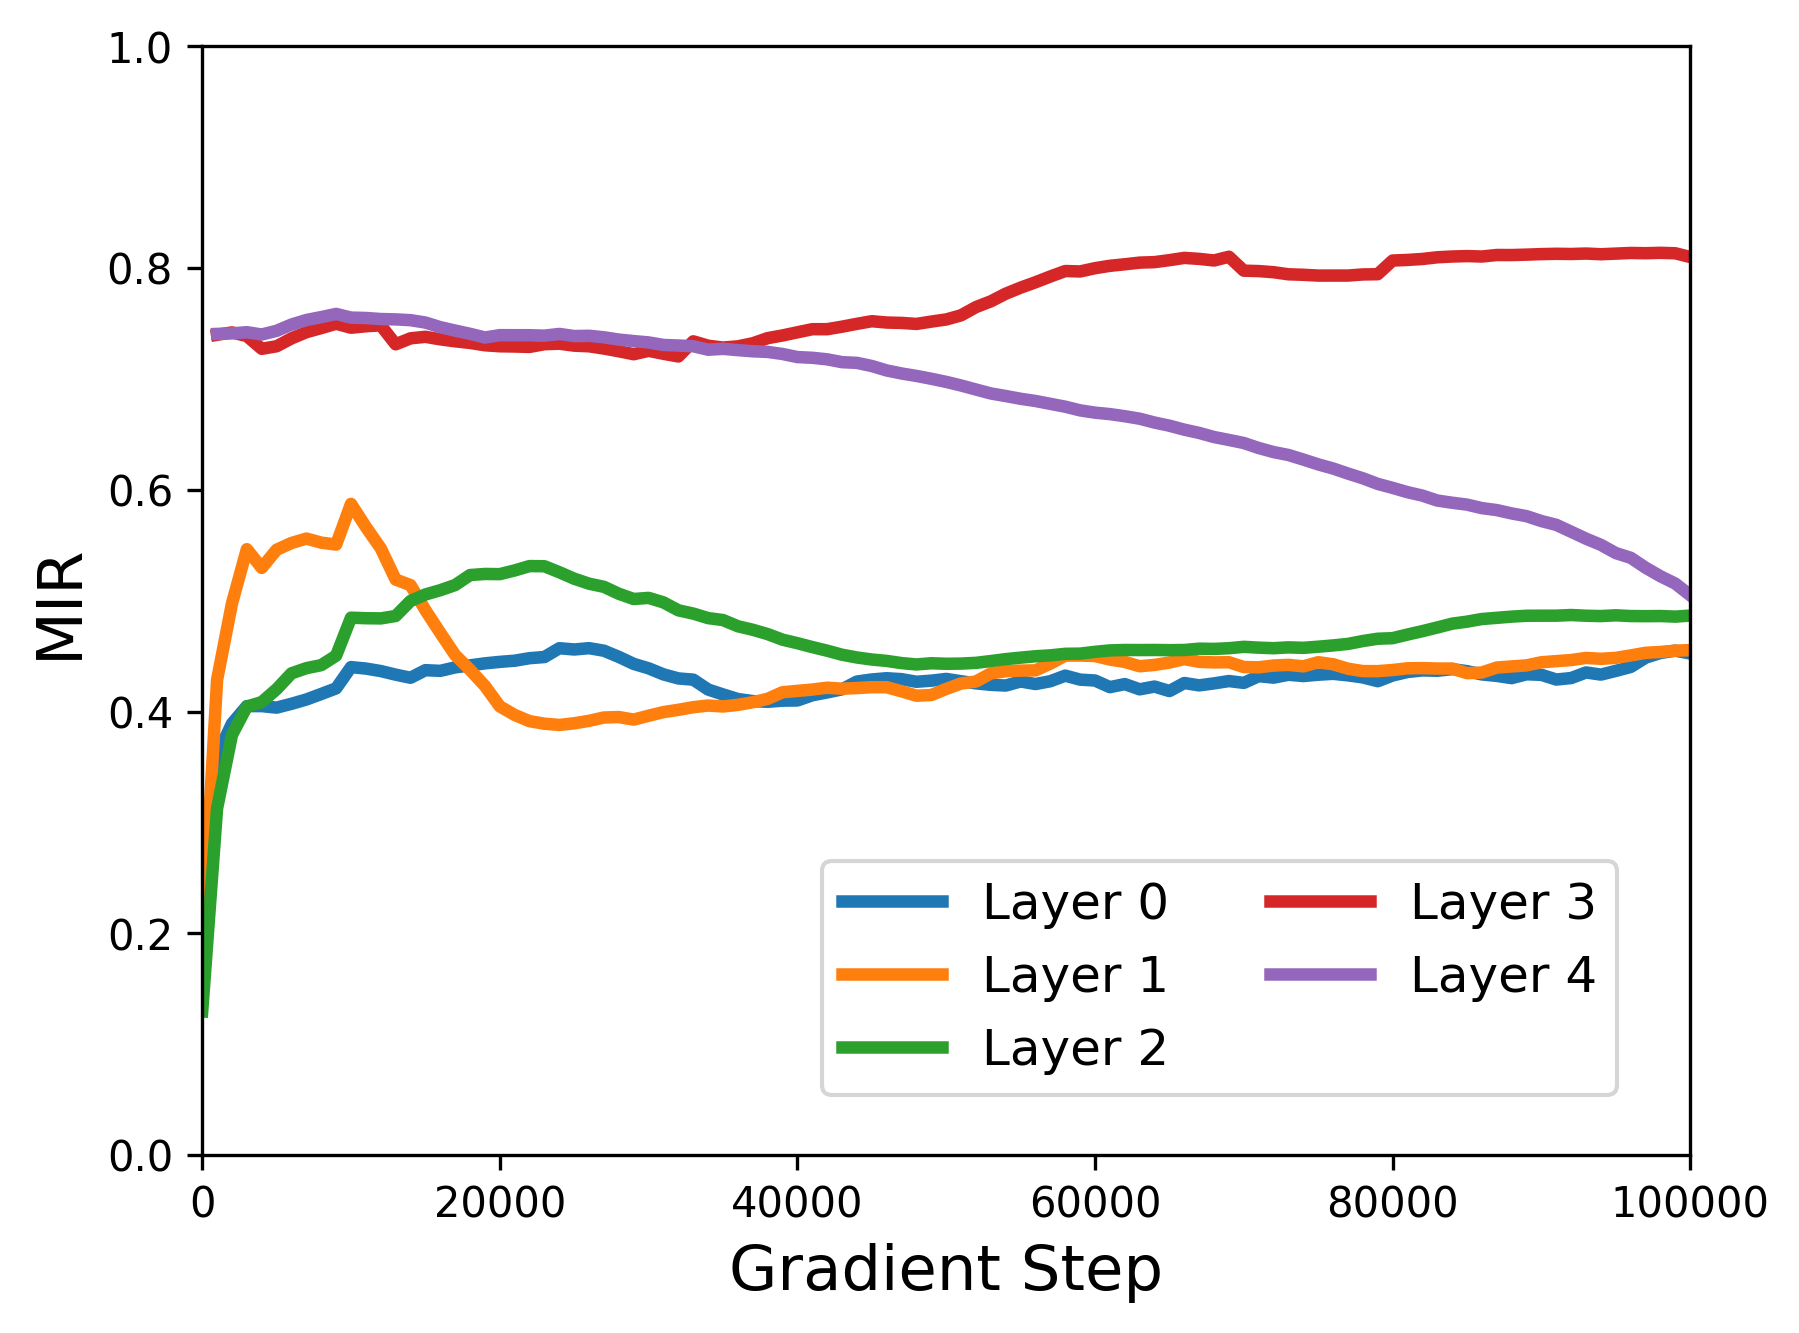 1.0
0.8
0.6
0.4
0.2
0.0
MIR
0 20000 40000 60000 80000 100000
Gradient Step
Layer 0
Layer 1
Layer 2
Layer 3
Layer 4